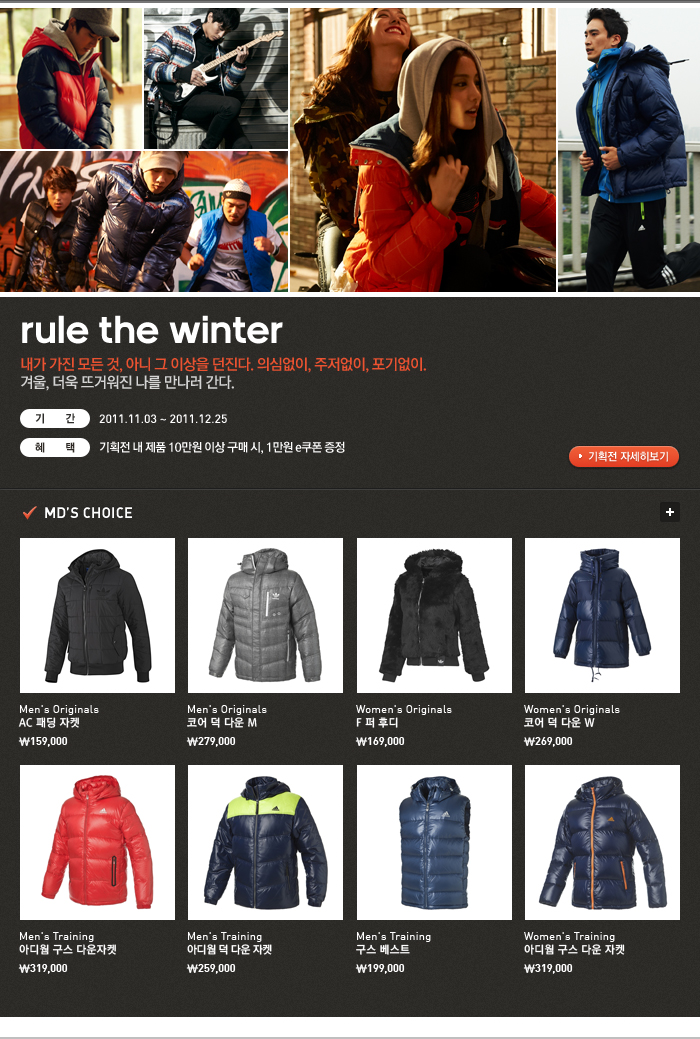 rule the winter
내가 가진 모든 것, 아니 그 이상을 던진다. 의심없이, 주저없이, 포기없이.
겨울, 더욱 뜨거워진 나를 만나러 간다.
기 간 2011.11.03 ~ 2011.12.25
혜 택 기획전 내 제품 10만원 이상 구매 시, 1만원 e쿠폰 증정
기획전 자세히보기
MD'S CHOICE
Men's Originals
AC 패딩 자켓
₩159,000
Men's Originals
코어 덕 다운 M
₩279,000
Women's Originals
F 퍼 후디
₩169,000
Women's Originals
코어 덕 다운 W
₩269,000
Men's Training
아디웜 구스 다운자켓
₩319,000
Men's Training
아디웜 덕 다운 자켓
₩259,000
Men's Training
구스 베스트
₩199,000
Women's Training
아디웜 구스 다운 자켓
₩319,000